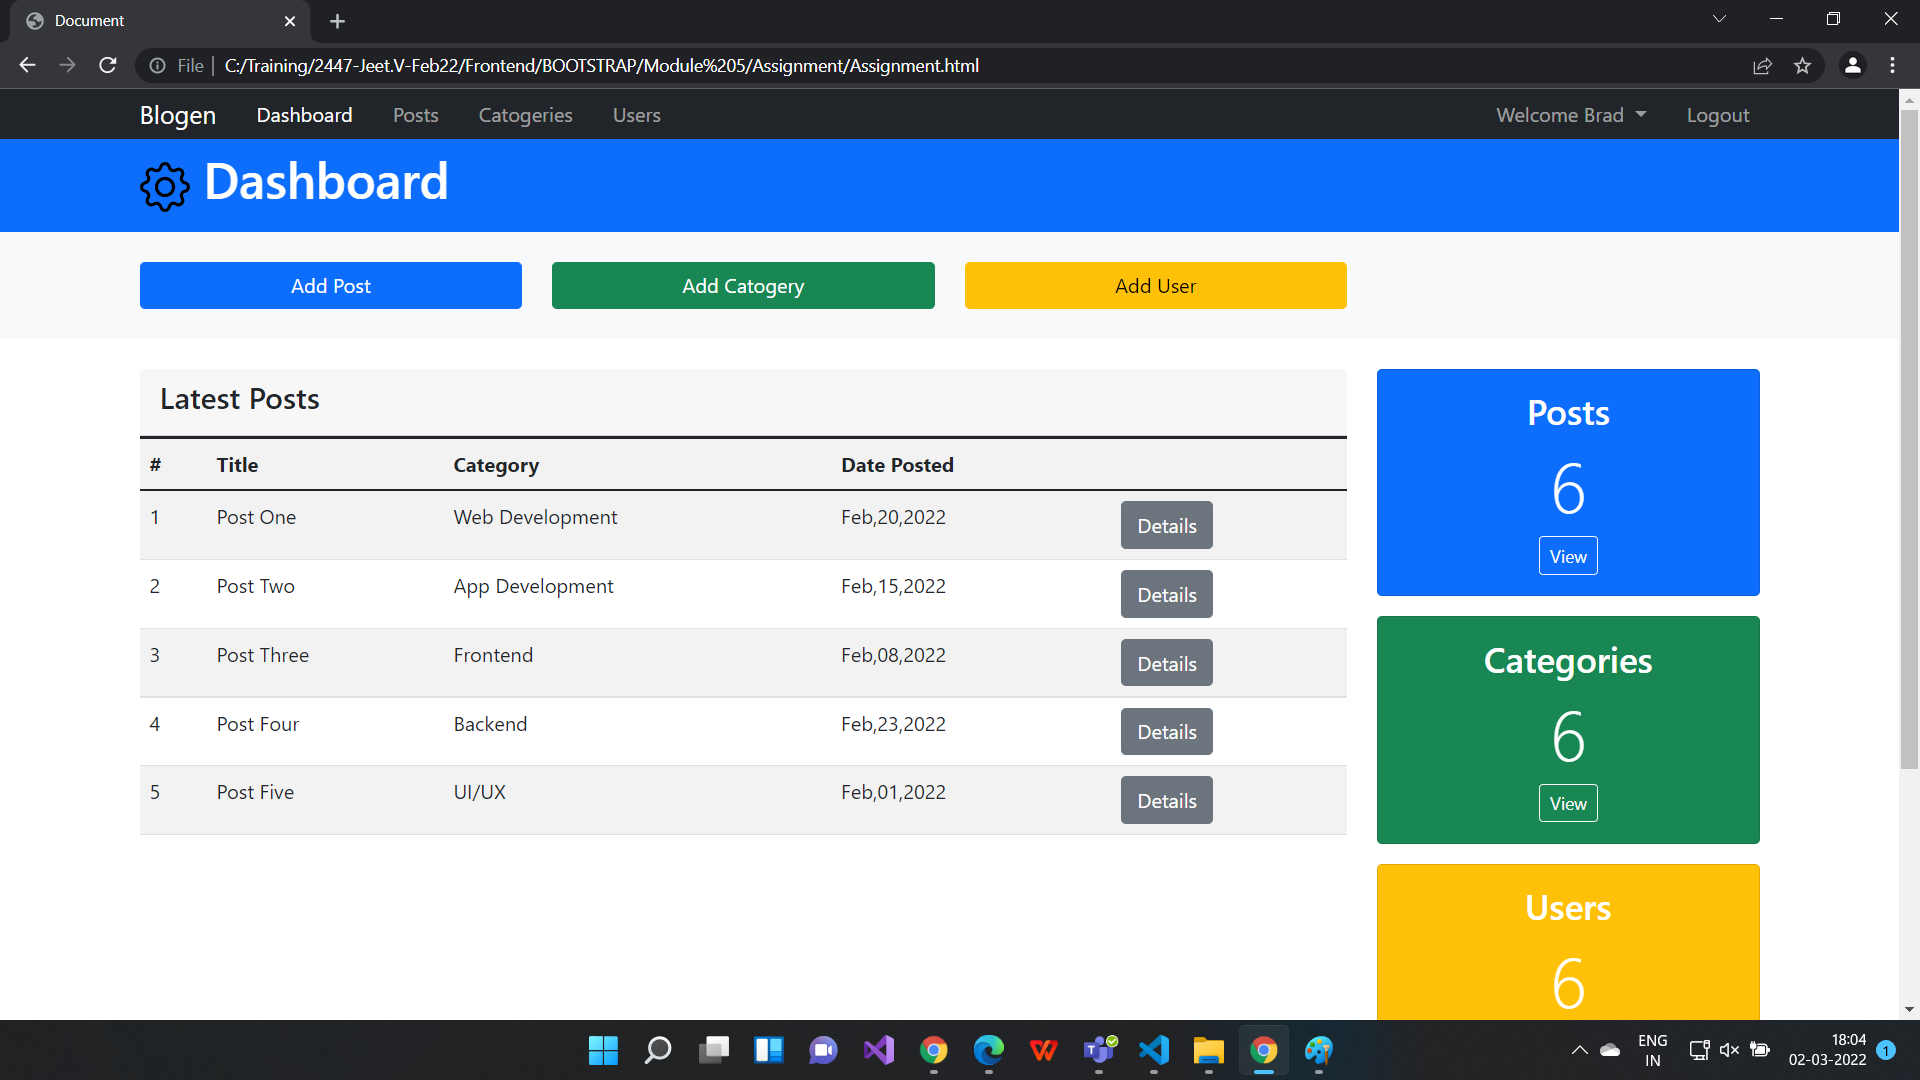 Document
File C:/Training/2447-Jeet.V-Feb22/Frontend/BOOTSTRAP/Module%205/Assignment/Assignment.html
Blogen Dashboard Posts Catogeries Users Welcome Brad Logout
Dashboard
Add Post Add Catogery Add User
Latest Posts
# Title Category Date Posted
1 Post One Web Development Feb,20,2022 Details
2 Post Two App Development Feb,15,2022 Details
3 Post Three Frontend Feb,08,2022 Details
4 Post Four Backend Feb,23,2022 Details
5 Post Five UI/UX Feb,01,2022 Details
Posts
6
View
Categories
6
View
Users
6
ENG
IN
18:04
02-03-2022
1